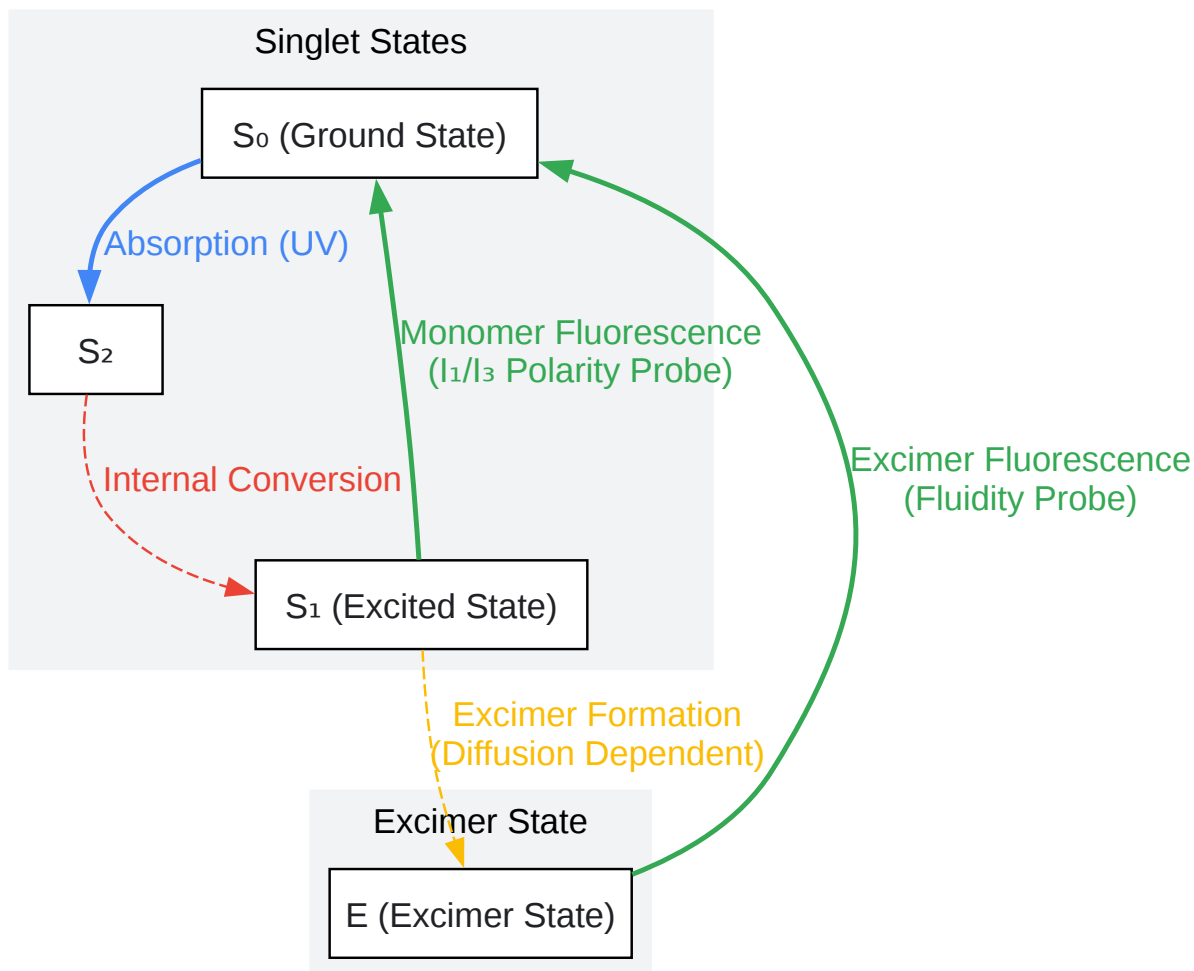 Singlet States
S₀ (Ground State)
Absorption (UV)
Monomer Fluorescence
(I₁/I₃ Polarity Probe)
S₂
Excimer Fluorescence
(Fluidity Probe)
Internal Conversion
S₁ (Excited State)
Excimer Formation
(Diffusion Dependent)
Excimer State
E (Excimer State)